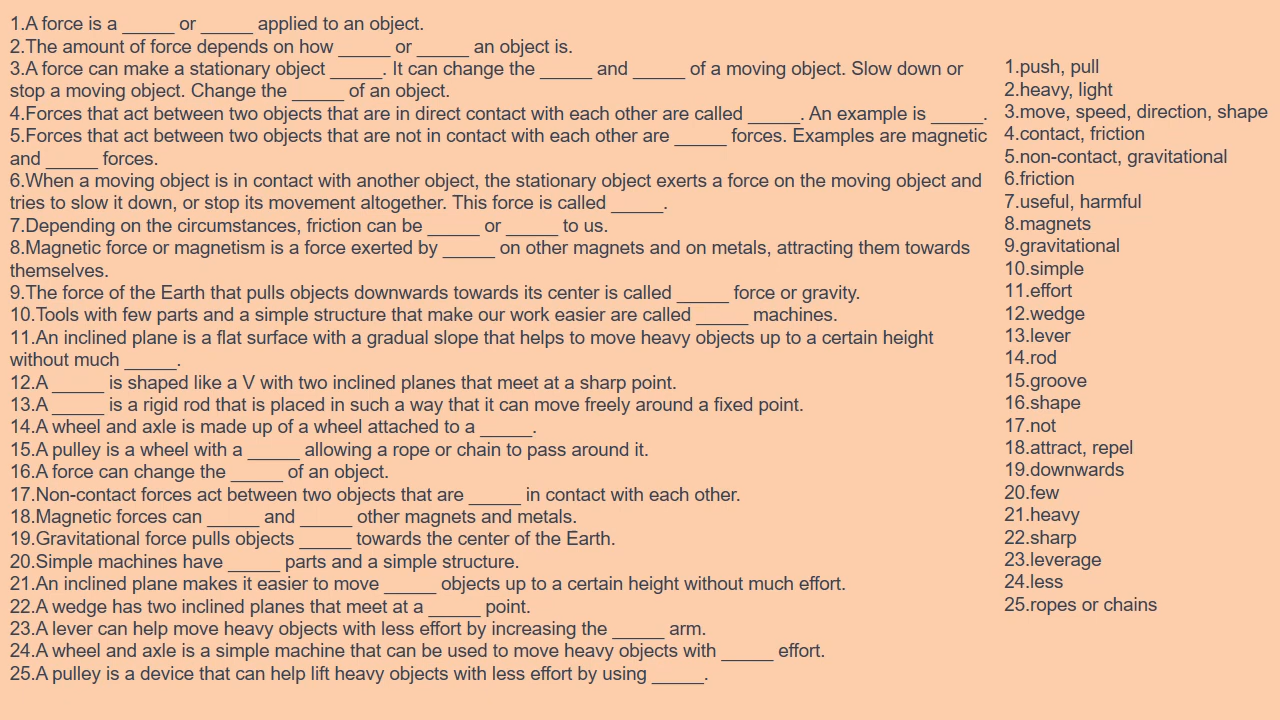 1.A force is a _____ or _____ applied to an object.
2.The amount of force depends on how _____ or _____ an object is.
3.A force can make a stationary object _____. It can change the _____ and _____ of a moving object. Slow down or
stop a moving object. Change the _____ of an object.
4.Forces that act between two objects that are in direct contact with each other are called _____. An example is _____.
5.Forces that act between two objects that are not in contact with each other are _____ forces. Examples are magnetic
and _____ forces.
6.When a moving object is in contact with another object, the stationary object exerts a force on the moving object and
tries to slow it down, or stop its movement altogether. This force is called _____.
7.Depending on the circumstances, friction can be _____ or _____ to us.
8.Magnetic force or magnetism is a force exerted by _____ on other magnets and on metals, attracting them towards
themselves.
9.The force of the Earth that pulls objects downwards towards its center is called _____ force or gravity.
10.Tools with few parts and a simple structure that make our work easier are called _____ machines.
11.An inclined plane is a flat surface with a gradual slope that helps to move heavy objects up to a certain height
without much _____.
12.A _____ is shaped like a V with two inclined planes that meet at a sharp point.
13.A _____ is a rigid rod that is placed in such a way that it can move freely around a fixed point.
14.A wheel and axle is made up of a wheel attached to a _____.
15.A pulley is a wheel with a _____ allowing a rope or chain to pass around it.
16.A force can change the _____ of an object.
17.Non-contact forces act between two objects that are _____ in contact with each other.
18.Magnetic forces can _____ and _____ other magnets and metals.
19.Gravitational force pulls objects _____ towards the center of the Earth.
20.Simple machines have _____ parts and a simple structure.
21.An inclined plane makes it easier to move _____ objects up to a certain height without much effort.
22.A wedge has two inclined planes that meet at a _____ point.
23.A lever can help move heavy objects with less effort by increasing the _____ arm.
24.A wheel and axle is a simple machine that can be used to move heavy objects with _____ effort.
25.A pulley is a device that can help lift heavy objects with less effort by using _____.
1.push, pull
2.heavy, light
3.move, speed, direction, shape
4.contact, friction
5.non-contact, gravitational
6.friction
7.useful, harmful
8.magnets
9.gravitational
10.simple
11.effort
12.wedge
13.lever
14.rod
15.groove
16.shape
17.not
18.attract, repel
19.downwards
20.few
21.heavy
22.sharp
23.leverage
24.less
25.ropes or chains